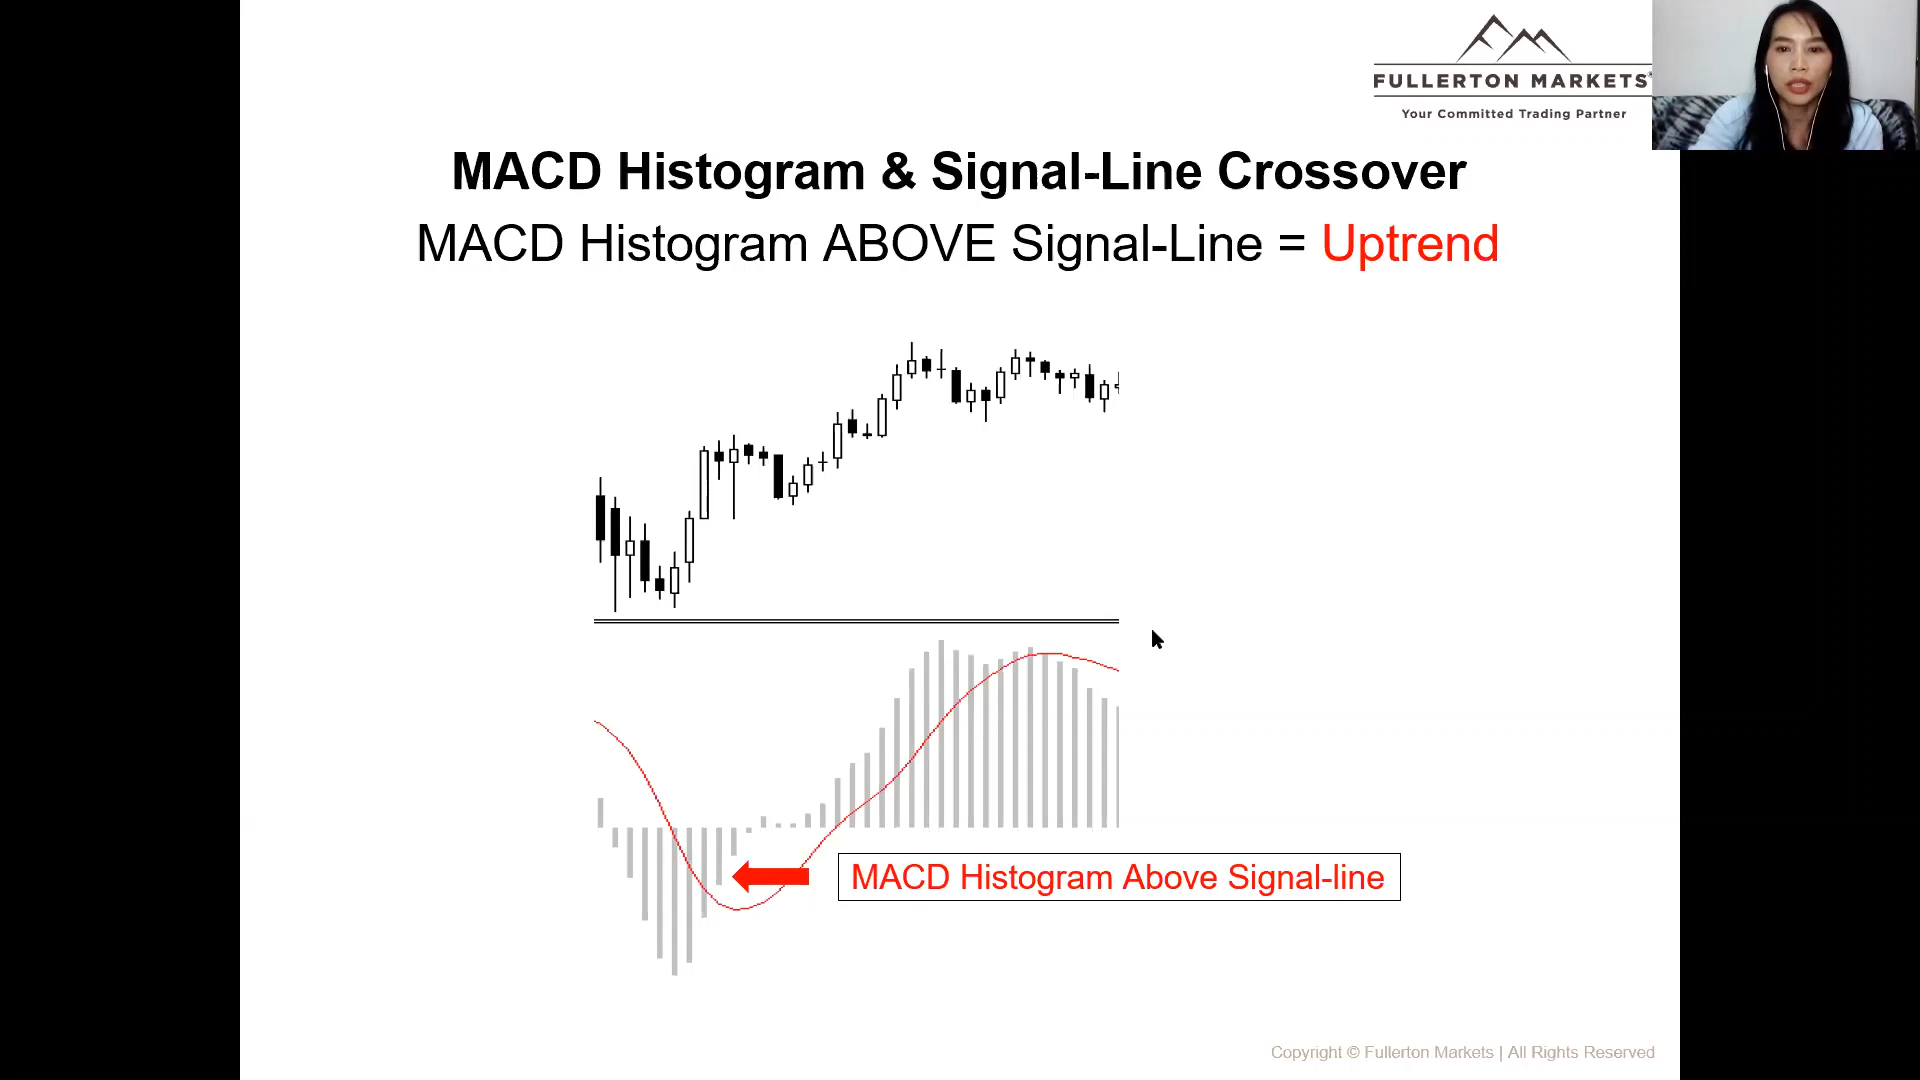 FULLERTON MARKETS®
Your Committed Trading Partner
MACD Histogram & Signal-Line Crossover
MACD Histogram ABOVE Signal-Line = Uptrend
MACD Histogram Above Signal-line
Copyright © Fullerton Markets | All Rights Reserved